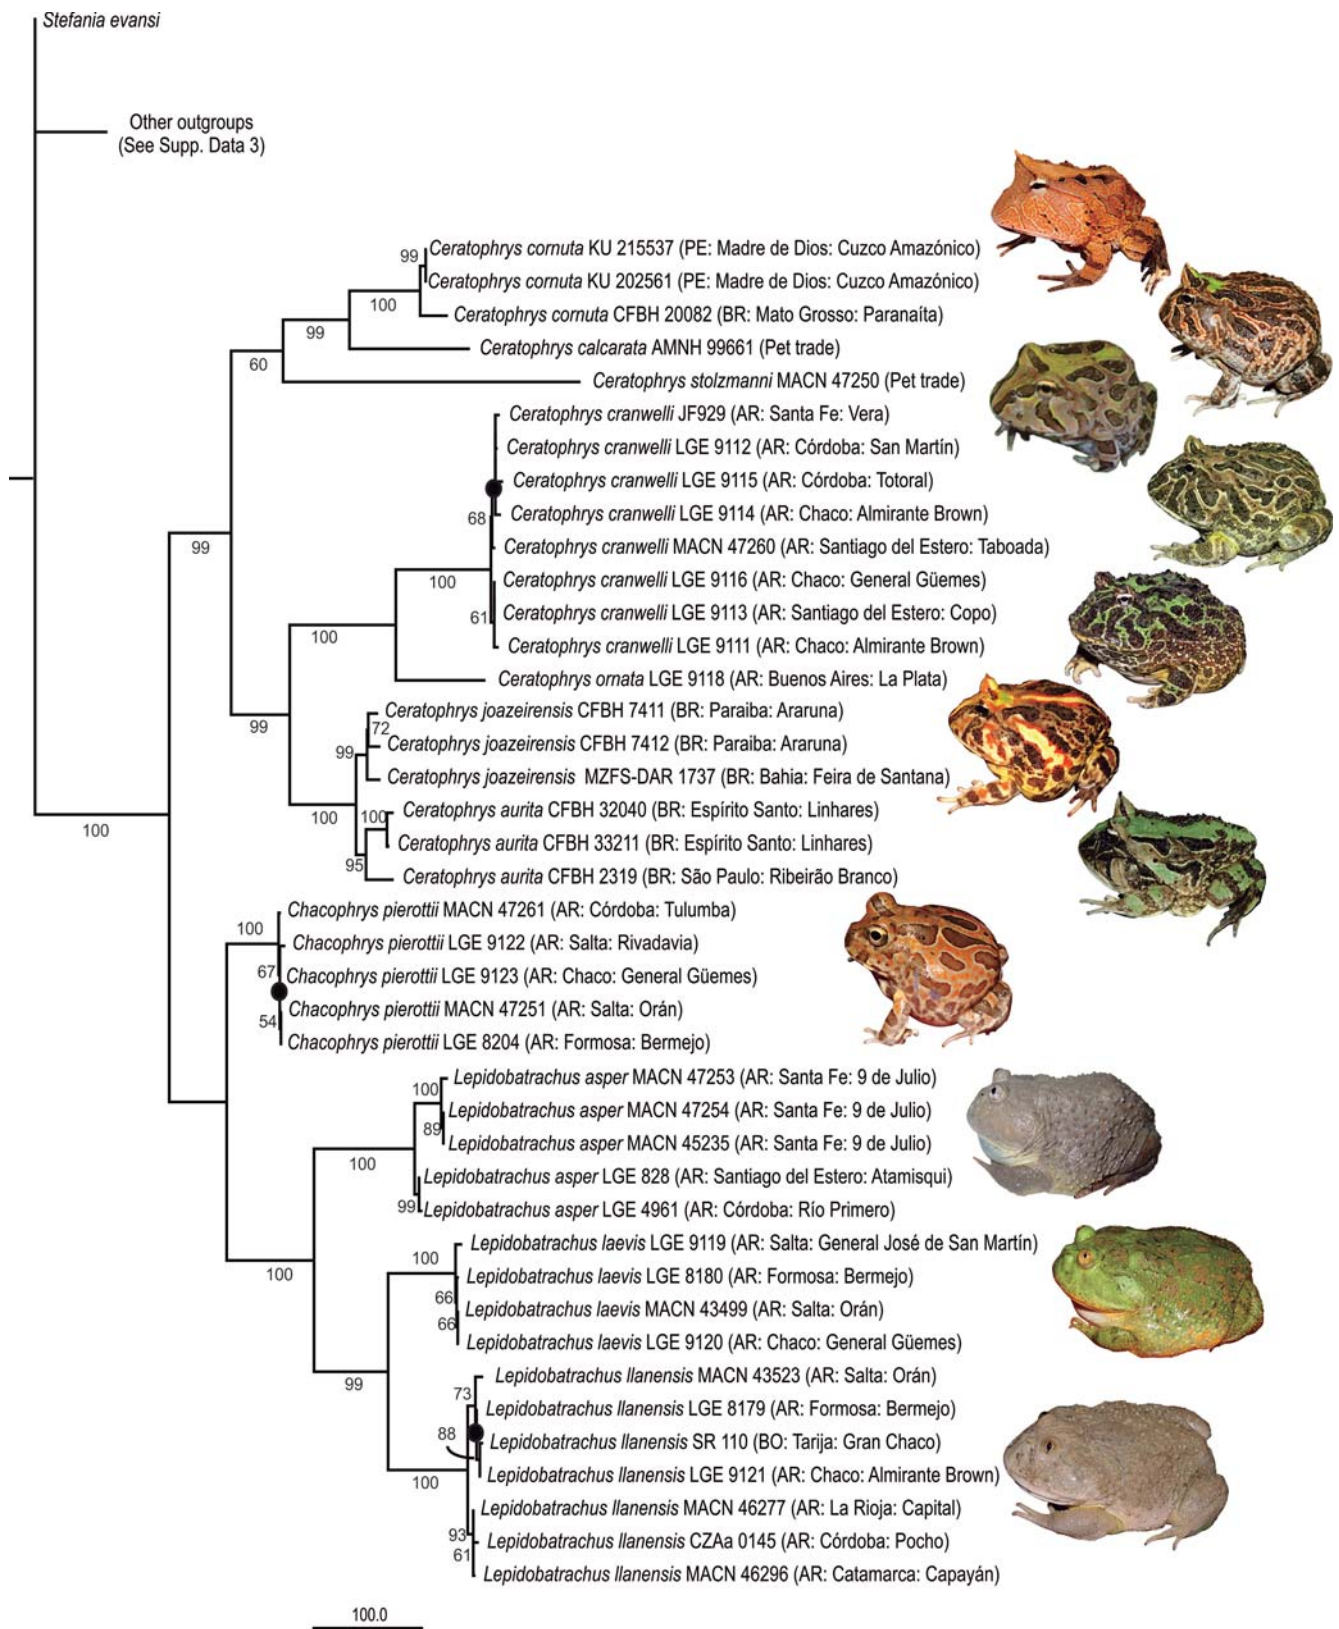 Stefania evansi
Other outgroups
(See Supp. Data 3)
Ceratophrys cornuta KU 215537 (PE: Madre de Dios: Cuzco Amazónico)
99
Ceratophrys cornuta KU 202561 (PE: Madre de Dios: Cuzco Amazónico)
100
Ceratophrys cornuta CFBH 20082 (BR: Mato Grosso: Paranaíta)
99
Ceratophrys calcarata AMNH 99661 (Pet trade)
60
Ceratophrys stolzmanni MACN 47250 (Pet trade)
Ceratophrys cranwelli JF929 (AR: Santa Fe: Vera)
Ceratophrys cranwelli LGE 9112 (AR: Córdoba: San Martín)
Ceratophrys cranwelli LGE 9115 (AR: Córdoba: Totoral)
68
Ceratophrys cranwelli LGE 9114 (AR: Chaco: Almirante Brown)
99
Ceratophrys cranwelli MACN 47260 (AR: Santiago del Estero: Taboada)
100
Ceratophrys cranwelli LGE 9116 (AR: Chaco: General Güemes)
61
Ceratophrys cranwelli LGE 9113 (AR: Santiago del Estero: Copo)
100
Ceratophrys cranwelli LGE 9111 (AR: Chaco: Almirante Brown)
Ceratophrys ornata LGE 9118 (AR: Buenos Aires: La Plata)
Ceratophrys joazeirensis CFBH 7411 (BR: Paraiba: Araruna)
99
72
Ceratophrys joazeirensis CFBH 7412 (BR: Paraiba: Araruna)
99
Ceratophrys joazeirensis MZFS-DAR 1737 (BR: Bahia: Feira de Santana)
100
100
Ceratophrys aurita CFBH 32040 (BR: Espírito Santo: Linhares)
100
Ceratophrys aurita CFBH 33211 (BR: Espírito Santo: Linhares)
95
Ceratophrys aurita CFBH 2319 (BR: São Paulo: Ribeirão Branco)
Chacophrys pierottii MACN 47261 (AR: Córdoba: Tulumba)
100
Chacophrys pierottii LGE 9122 (AR: Salta: Rivadavia)
67
Chacophrys pierottii LGE 9123 (AR: Chaco: General Güemes)
Chacophrys pierottii MACN 47251 (AR: Salta: Orán)
54
Chacophrys pierottii LGE 8204 (AR: Formosa: Bermejo)
Lepidobatrachus asper MACN 47253 (AR: Santa Fe: 9 de Julio)
100
Lepidobatrachus asper MACN 47254 (AR: Santa Fe: 9 de Julio)
89
Lepidobatrachus asper MACN 45235 (AR: Santa Fe: 9 de Julio)
100
Lepidobatrachus asper LGE 828 (AR: Santiago del Estero: Atamisqui)
99
Lepidobatrachus asper LGE 4961 (AR: Córdoba: Río Primero)
Lepidobatrachus laevis LGE 9119 (AR: Salta: General José de San Martín)
100
100
Lepidobatrachus laevis LGE 8180 (AR: Formosa: Bermejo)
66
Lepidobatrachus laevis MACN 43499 (AR: Salta: Orán)
66
Lepidobatrachus laevis LGE 9120 (AR: Chaco: General Güemes)
Lepidobatrachus llanensis MACN 43523 (AR: Salta: Orán)
99
73
Lepidobatrachus llanensis LGE 8179 (AR: Formosa: Bermejo)
88
Lepidobatrachus llanensis SR 110 (BO: Tarija: Gran Chaco)
Lepidobatrachus llanensis LGE 9121 (AR: Chaco: Almirante Brown)
100
Lepidobatrachus llanensis MACN 46277 (AR: La Rioja: Capital)
93
Lepidobatrachus llanensis CZAa 0145 (AR: Córdoba: Pocho)
61
Lepidobatrachus llanensis MACN 46296 (AR: Catamarca: Capayán)
100.0